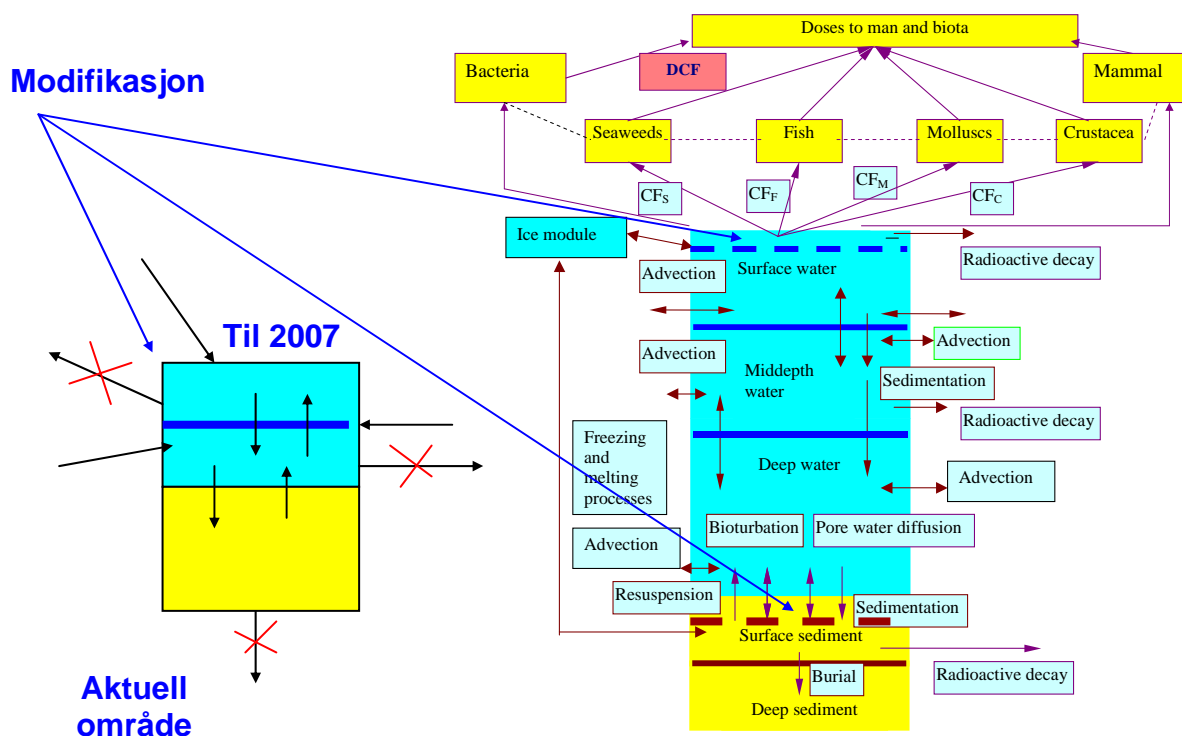 Doses to man and biota
Modifikasjon
Bacteria
DCF
Mammal
Seaweeds
Fish
Molluscs
Crustacea
CFS
CFF
CFM
CFC
Ice module
Radioactive decay
Advection
Surface water
Til 2007
Advection
Advection
Middepth
water
Sedimentation
Radioactive decay
Freezing
and
melting
processes
Deep water
Advection
Bioturbation
Pore water diffusion
Advection
Resuspension
Sedimentation
Surface sediment
Aktuell
område
Burial
Radioactive decay
Deep sediment